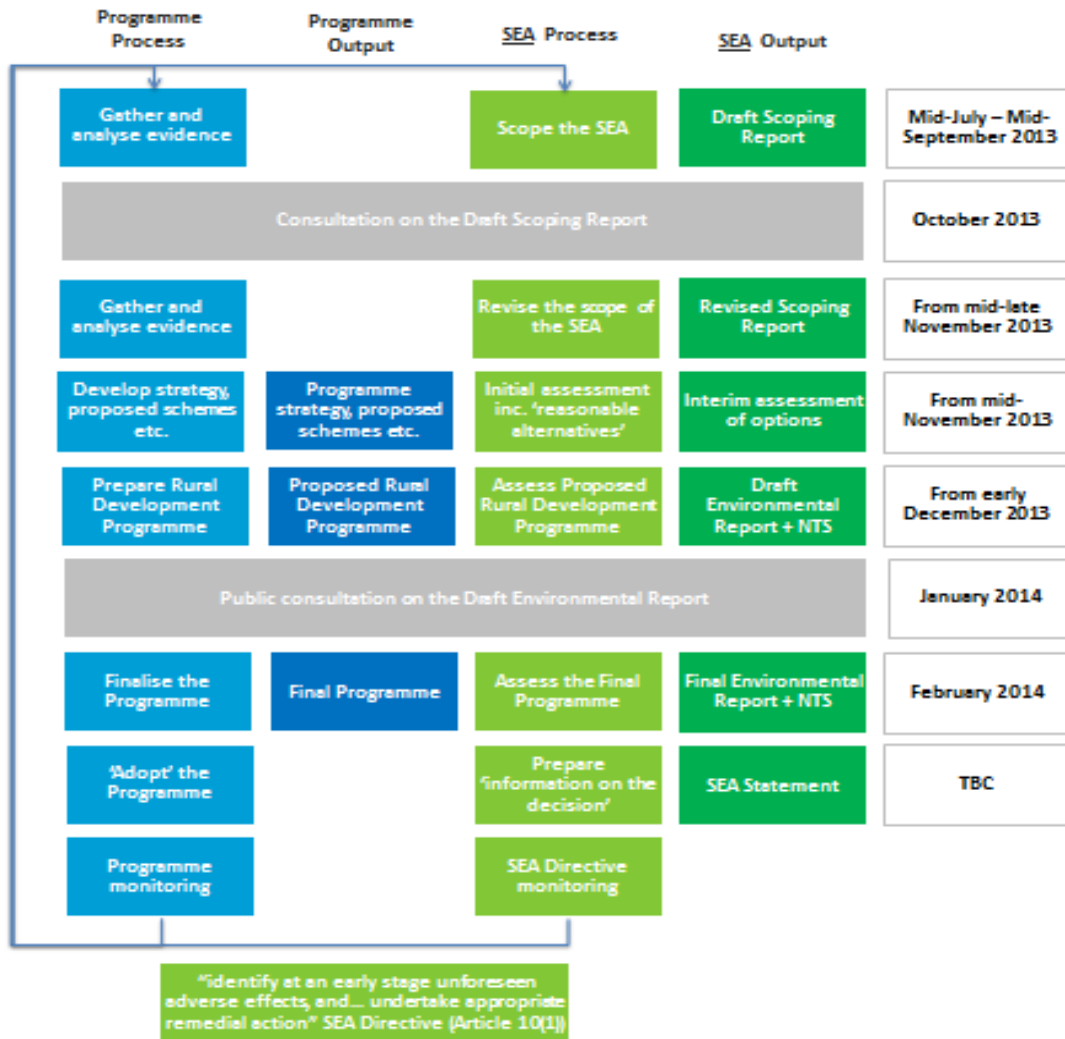 Programme
Process
Programme
Output
SEA Process
SEA Output
Gather and
analyse evidence
Scope the SEA
Draft Scoping
Report
Mid-July – Mid-
September 2013
Consultation on the Draft Scoping Report
October 2013
Gather and
analyse evidence
Revise the scope of
the SEA
Revised Scoping
Report
From mid-late
November 2013
Develop strategy,
proposed schemes
etc.
Programme
strategy, proposed
schemes etc.
Initial assessment
inc. ‘reasonable
alternatives’
Interim assessment
of options
From mid-
November 2013
Prepare Rural
Development
Programme
Proposed Rural
Development
Programme
Assess Proposed
Rural Development
Programme
Draft
Environmental
Report + NTS
From early
December 2013
Public consultation on the Draft Environmental Report
January 2014
Finalise the
Programme
Final Programme
Assess the Final
Programme
Final Environmental
Report + NTS
February 2014
‘Adopt’ the
Programme
Prepare
‘information on the
decision’
SEA Statement
TBC
Programme
monitoring
SEA Directive
monitoring
“identify at an early stage unforeseen
adverse effects, and... undertake appropriate
remedial action” SEA Directive (Article 10(1))